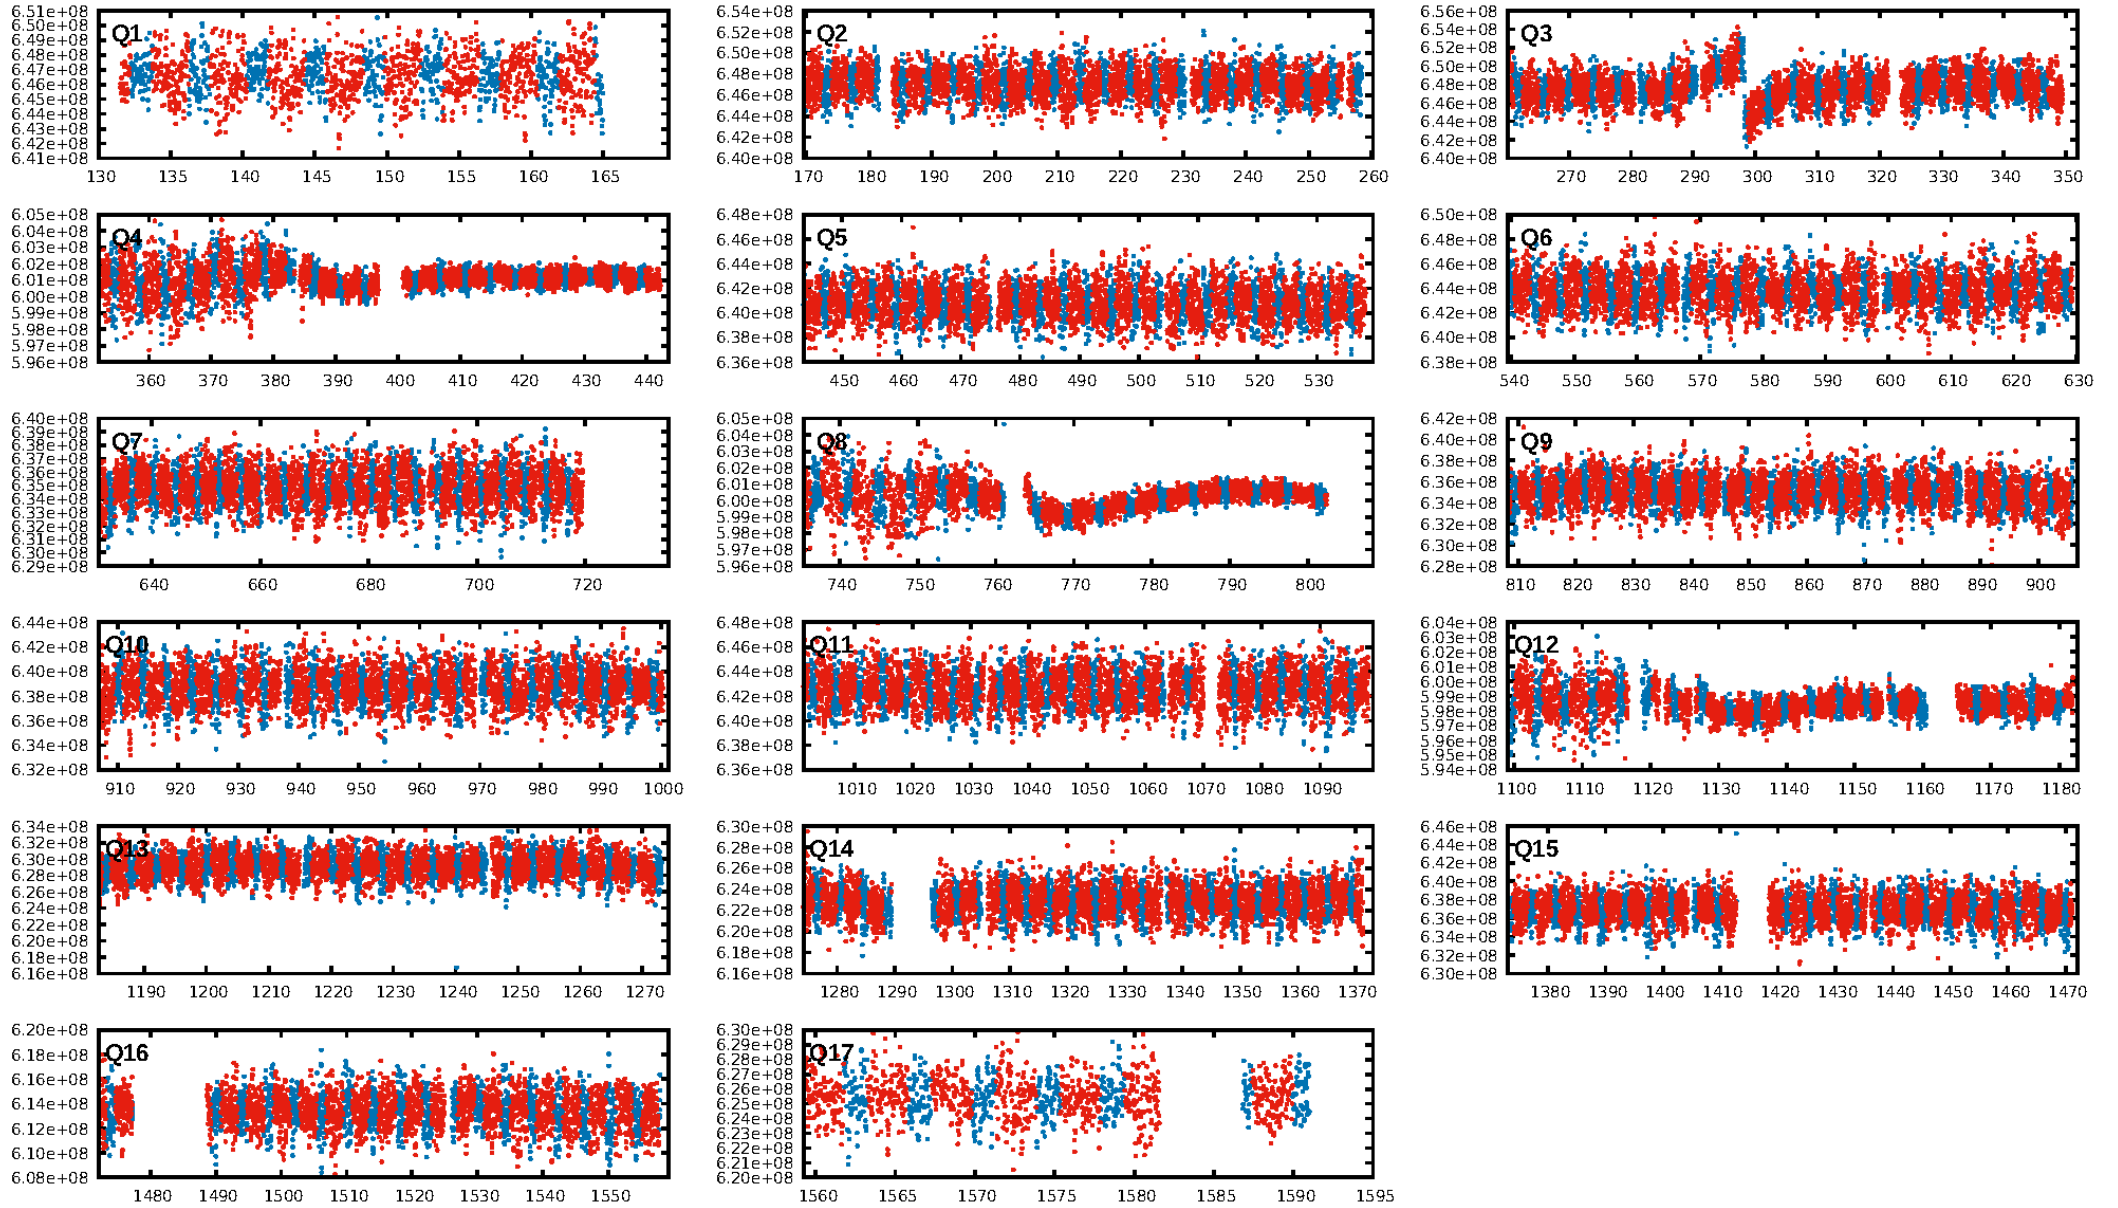 Q1
6.51e+08
6.50e+08
6.49e+08
6.48e+08
6.47e+08
6.46e+08
6.45e+08
6.44e+08
6.43e+08
6.42e+08
6.41e+08
130 135 140 145 150 155 160 165
Q2
6.54e+08
6.52e+08
6.50e+08
6.48e+08
6.46e+08
6.44e+08
6.42e+08
6.40e+08
170 180 190 200 210 220 230 240 250 260
Q3
6.56e+08
6.54e+08
6.52e+08
6.50e+08
6.48e+08
6.46e+08
6.44e+08
6.42e+08
6.40e+08
270 280 290 300 310 320 330 340 350
Q4
6.05e+08
6.04e+08
6.03e+08
6.02e+08
6.01e+08
6.00e+08
5.99e+08
5.98e+08
5.97e+08
5.96e+08
360 370 380 390 400 410 420 430 440
Q5
6.48e+08
6.46e+08
6.44e+08
6.42e+08
6.40e+08
6.38e+08
6.36e+08
450 460 470 480 490 500 510 520 530
Q6
6.50e+08
6.48e+08
6.46e+08
6.44e+08
6.42e+08
6.40e+08
6.38e+08
540 550 560 570 580 590 600 610 620 630
Q7
6.40e+08
6.39e+08
6.38e+08
6.37e+08
6.36e+08
6.35e+08
6.34e+08
6.33e+08
6.32e+08
6.31e+08
6.30e+08
6.29e+08
640 660 680 700 720
Q8
6.05e+08
6.04e+08
6.03e+08
6.02e+08
6.01e+08
6.00e+08
5.99e+08
5.98e+08
5.97e+08
5.96e+08
740 750 760 770 780 790 800
Q9
6.42e+08
6.40e+08
6.38e+08
6.36e+08
6.34e+08
6.32e+08
6.30e+08
6.28e+08
810 820 830 840 850 860 870 880 890 900
Q10
6.44e+08
6.42e+08
6.40e+08
6.38e+08
6.36e+08
6.34e+08
6.32e+08
910 920 930 940 950 960 970 980 990 1000
Q11
6.48e+08
6.46e+08
6.44e+08
6.42e+08
6.40e+08
6.38e+08
6.36e+08
1010 1020 1030 1040 1050 1060 1070 1080 1090
Q12
6.04e+08
6.03e+08
6.02e+08
6.01e+08
6.00e+08
5.99e+08
5.98e+08
5.97e+08
5.96e+08
5.95e+08
5.94e+08
1100 1110 1120 1130 1140 1150 1160 1170 1180
Q13
6.34e+08
6.32e+08
6.30e+08
6.28e+08
6.26e+08
6.24e+08
6.22e+08
6.20e+08
6.18e+08
6.16e+08
1190 1200 1210 1220 1230 1240 1250 1260 1270
Q14
6.30e+08
6.28e+08
6.26e+08
6.24e+08
6.22e+08
6.20e+08
6.18e+08
6.16e+08
1280 1290 1300 1310 1320 1330 1340 1350 1360 1370
Q15
6.46e+08
6.44e+08
6.42e+08
6.40e+08
6.38e+08
6.36e+08
6.34e+08
6.32e+08
6.30e+08
1380 1390 1400 1410 1420 1430 1440 1450 1460 1470
Q16
6.20e+08
6.18e+08
6.16e+08
6.14e+08
6.12e+08
6.10e+08
6.08e+08
1480 1490 1500 1510 1520 1530 1540 1550
Q17
6.30e+08
6.29e+08
6.28e+08
6.27e+08
6.26e+08
6.25e+08
6.24e+08
6.23e+08
6.22e+08
6.21e+08
6.20e+08
1560 1565 1570 1575 1580 1585 1590 1595